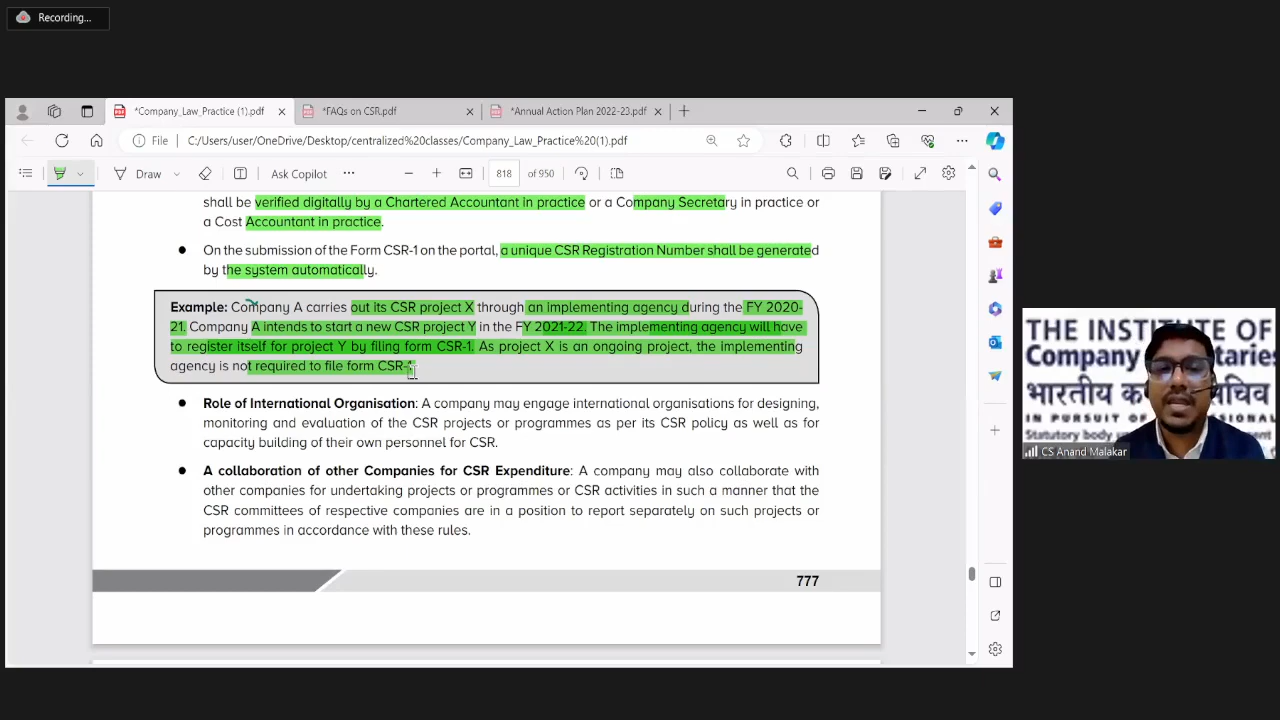 Recording...
*Company_Law_Practice (1).pdf
*FAQs on CSR.pdf
*Annual Action Plan 2022-23.pdf
File
C:/Users/user/OneDrive/Desktop/centralized%20classes/Company_Law_Practice%20(1).pdf
Draw
Ask Copilot
818 of 950
shall be verified digitally by a Chartered Accountant in practice or a Company Secretary in practice or
a Cost Accountant in practice.
● On the submission of the Form CSR-1 on the portal, a unique CSR Registration Number shall be generated
by the system automatically.
Example: Company A carries out its CSR project X through an implementing agency during the FY 2020-
21. Company A intends to start a new CSR project Y in the FY 2021-22. The implementing agency will have
to register itself for project Y by filing form CSR-1. As project X is an ongoing project, the implementing
agency is not required to file form CSR-1.
● Role of International Organisation: A company may engage international organisations for designing,
monitoring and evaluation of the CSR projects or programmes as per its CSR policy as well as for
capacity building of their own personnel for CSR.
● A collaboration of other Companies for CSR Expenditure: A company may also collaborate with
other companies for undertaking projects or programmes or CSR activities in such a manner that the
CSR committees of respective companies are in a position to report separately on such projects or
programmes in accordance with these rules.
777
THE INSTITUTE OF
Company
भारतीय
IN PURSUIT OF
Statutory body
CS Anand Malakar